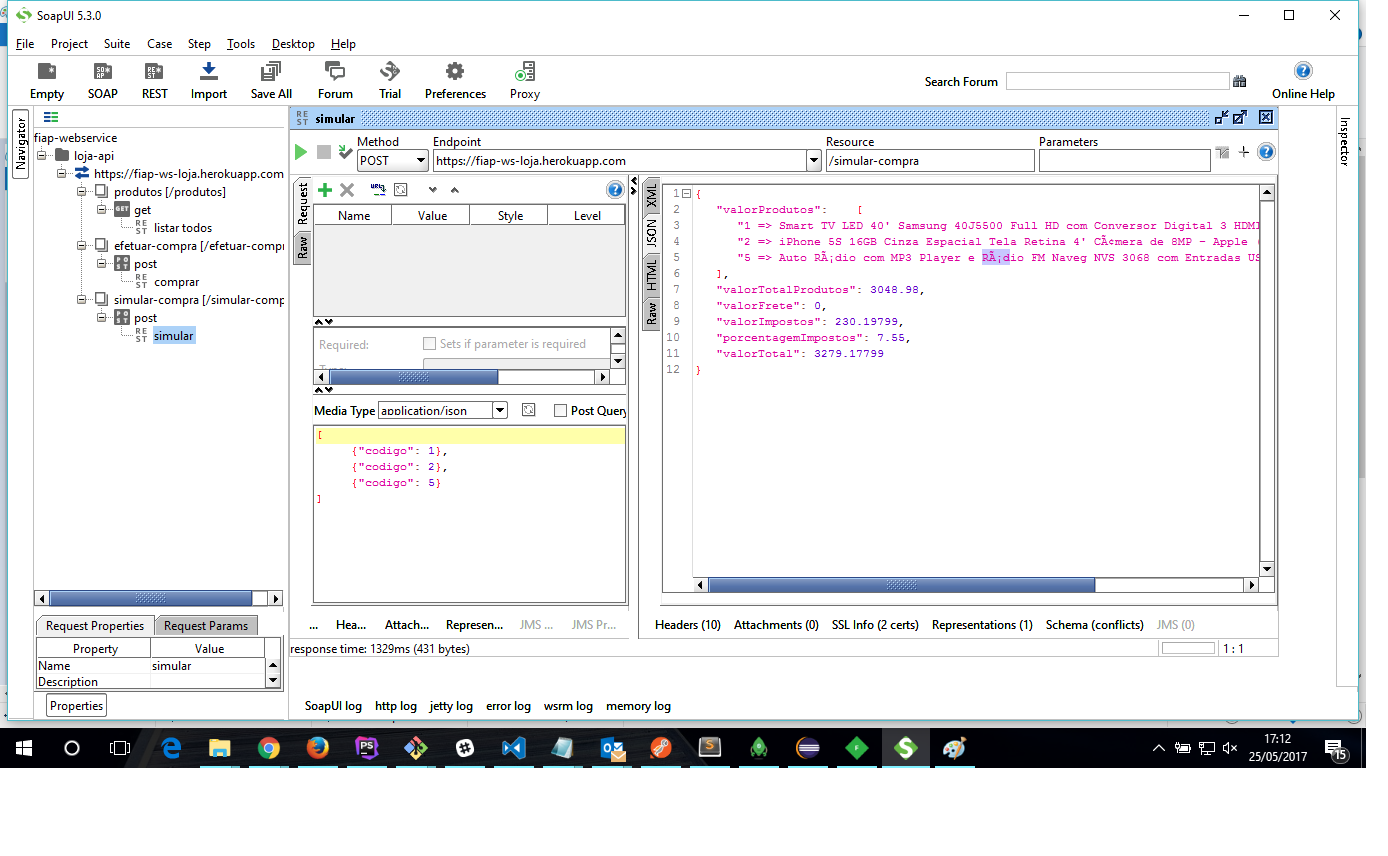 SoapUI 5.3.0
File Project Suite Case Step Tools Desktop Help
Empty SOAP REST Import Save All Forum Trial Preferences Proxy Search Forum Online Help
Navigator
fiap-webservice
loja-api
https://fiap-ws-loja.herokuapp.com
produtos [/produtos]
GET get
REST listar todos
efetuar-compra [/efetuar-compr
POST post
REST comprar
simular-compra [/simular-comp
POST post
REST simular
Request Properties Request Params
Property Value
Name simular
Description
Properties
REST simular
Method Endpoint Resource Parameters
POST https://fiap-ws-loja.herokuapp.com /simular-compra
Request
Raw
Name Value Style Level
Required: Sets if parameter is required
Media Type application/json Post Query
[
{"codigo": 1},
{"codigo": 2},
{"codigo": 5}
]
... Hea... Attach... Represen... JMS ... JMS Pr...
XML
JSON
HTML
Raw
1 {
2 "valorProdutos": [
3 "1 => Smart TV LED 40' Samsung 40J5500 Full HD com Conversor Digital 3 HDMI
4 "2 => iPhone 5S 16GB Cinza Espacial Tela Retina 4' CÃ¢mera de 8MP - Apple (
5 "5 => Auto RÃ¡dio com MP3 Player e RÃ¡dio FM Naveg NVS 3068 com Entradas US
6 ],
7 "valorTotalProdutos": 3048.98,
8 "valorFrete": 0,
9 "valorImpostos": 230.19799,
10 "porcentagemImpostos": 7.55,
11 "valorTotal": 3279.17799
12 }
Headers (10) Attachments (0) SSL Info (2 certs) Representations (1) Schema (conflicts) JMS (0)
response time: 1329ms (431 bytes) 1 : 1
Inspector
SoapUI log http log jetty log error log wsrm log memory log
17:12
25/05/2017
15